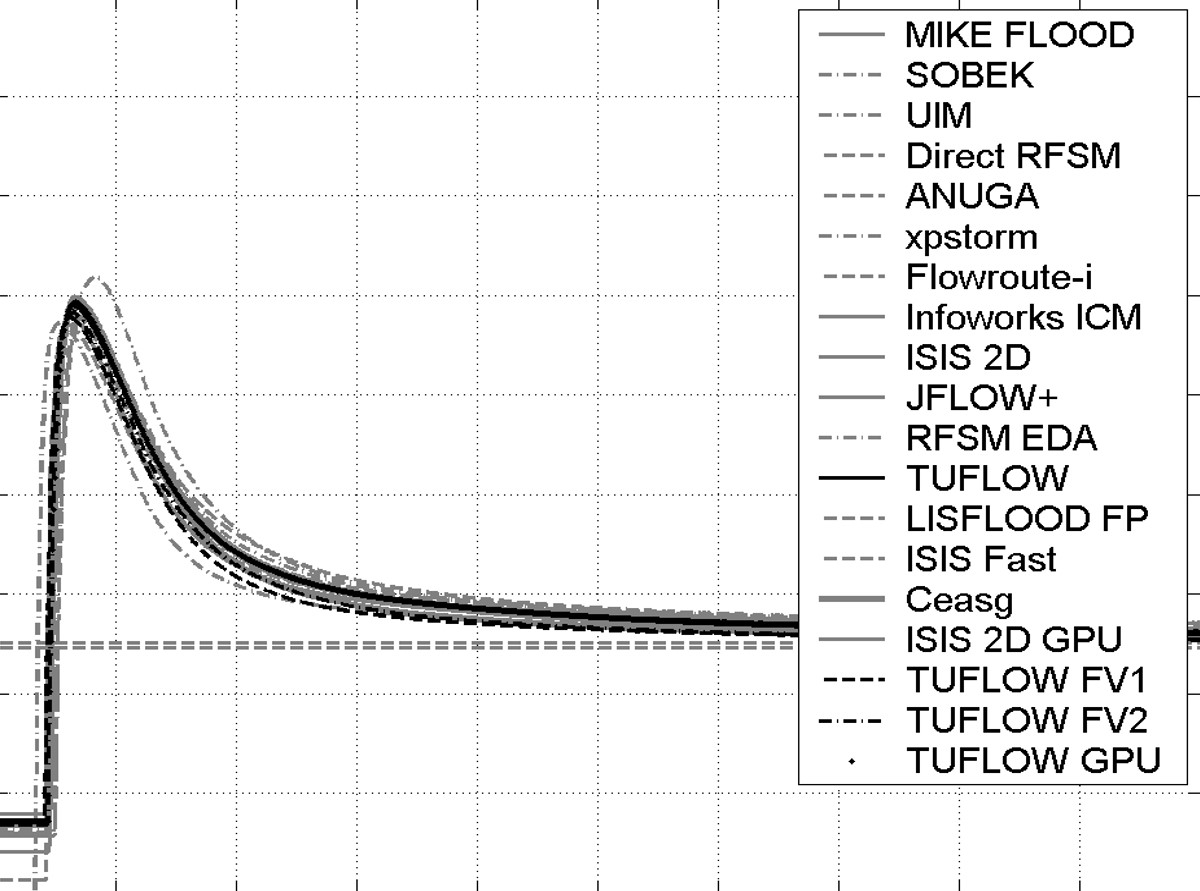 MIKE FLOOD
SOBEK
UIM
Direct RFSM
ANUGA
xpstorm
Flowroute-i
Infoworks ICM
ISIS 2D
JFLOW+
RFSM EDA
TUFLOW
LISFLOOD FP
ISIS Fast
Ceasg
ISIS 2D GPU
TUFLOW FV1
TUFLOW FV2
TUFLOW GPU